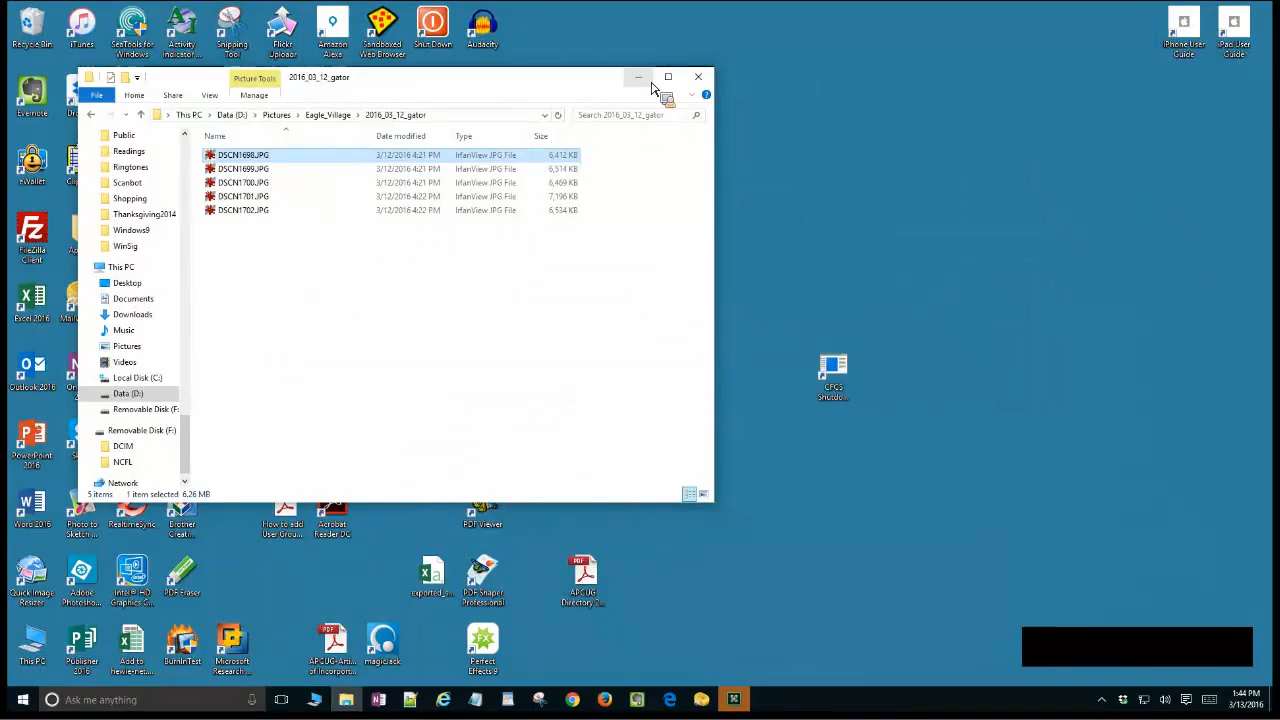 Recycle Bin
iTunes
SeaTools for
Windows
Activity
Indicator ...
Snipping
Tool
Flickr
Uploadr
Amazon
Alexa
Sandboxed
Web Browser
Shut Down
Audacity
iPhone User
Guide
iPad User
Guide
Picture Tools
2016_03_12_gator
File
Home
Share
View
Manage
This PC
Data (D:)
Pictures
Eagle_Village
2016_03_12_gator
Search 2016_03_12_gator
Name
Date modified
Type
Size
DSCN1698.JPG 3/12/2016 4:21 PM IrfanView JPG File 6,412 KB
DSCN1699.JPG 3/12/2016 4:21 PM IrfanView JPG File 6,514 KB
DSCN1700.JPG 3/12/2016 4:21 PM IrfanView JPG File 6,469 KB
DSCN1701.JPG 3/12/2016 4:22 PM IrfanView JPG File 7,196 KB
DSCN1702.JPG 3/12/2016 4:22 PM IrfanView JPG File 6,534 KB
Public
Readings
Ringtones
Scanbot
Shopping
Thanksgiving2014
Windows9
WinSig
This PC
Desktop
Documents
Downloads
Music
Pictures
Videos
Local Disk (C:)
Data (D:)
Removable Disk (F:
Removable Disk (F:)
DCIM
NCFL
Network
5 items
1 item selected 6.26 MB
Evernote
eWallet
FileZilla
Client
Excel 2016
Outlook 2016
PowerPoint
2016
CFCS
Shutdo...
Word 2016
Photo to
Sketch ...
RealtimeSync
Brother
Creati...
How to add
User Grou...
Acrobat
Reader DC
PDF Viewer
Quick Image
Resizer
Adobe
Photosho...
Intel® HD
Graphics C...
PDF Eraser
exported_s...
PDF Shaper
Professional
APCUG
Directory 2...
This PC
Publisher
2016
Add to
hewie-net...
BurnInTest
Microsoft
Research ...
APCUG-Arti...
of Incorport...
magicJack
Perfect
Effects 9
Ask me anything
1:44 PM
3/13/2016